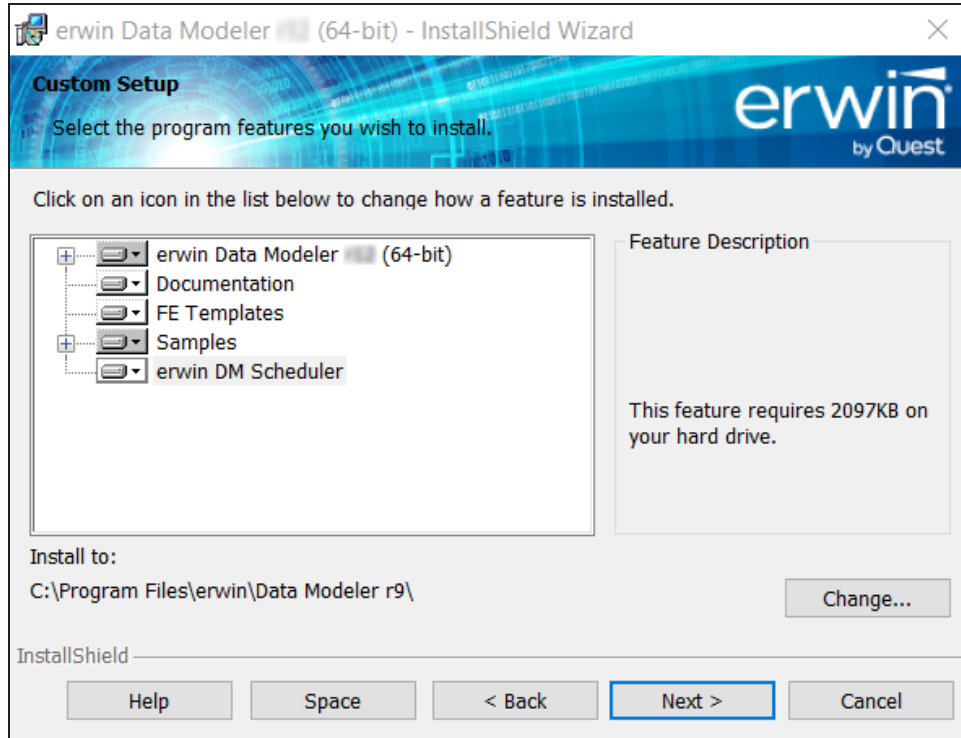 erwin Data Modeler (64-bit) - InstallShield Wizard
Custom Setup
Select the program features you wish to install.
erwin
by Quest
Click on an icon in the list below to change how a feature is installed.
erwin Data Modeler (64-bit)
Documentation
FE Templates
Samples
erwin DM Scheduler
Feature Description
This feature requires 2097KB on
your hard drive.
Install to:
C:\Program Files\erwin\Data Modeler r9\
Change...
InstallShield
Help
Space
< Back
Next >
Cancel